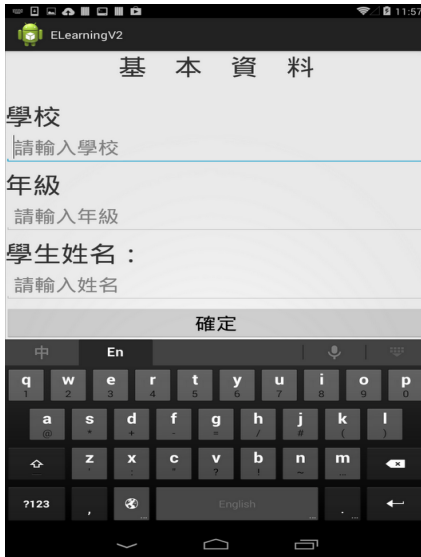 11:57
ELearningV2
基 本 資 料
學校
請輸入學校
年級
請輸入年級
學生姓名：
請輸入姓名
確定
中 En
q w e r t y u i o p
1 2 3 4 5 6 7 8 9 0
a s d f g h j k l
@ * + - = / # ( )
z x c v b n m
?123 , English .